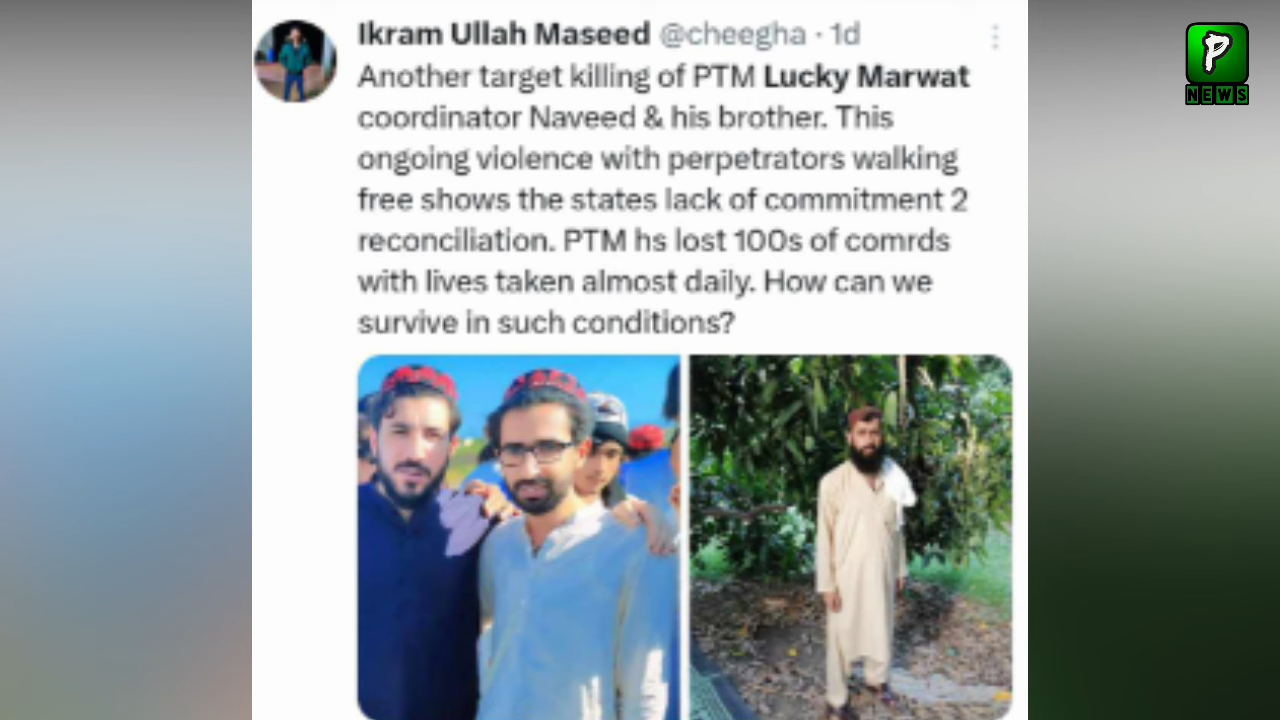 Ikram Ullah Maseed @cheegha · 1d
Another target killing of PTM Lucky Marwat
coordinator Naveed & his brother. This
ongoing violence with perpetrators walking
free shows the states lack of commitment 2
reconciliation. PTM hs lost 100s of comrds
with lives taken almost daily. How can we
survive in such conditions?
P
NEWS